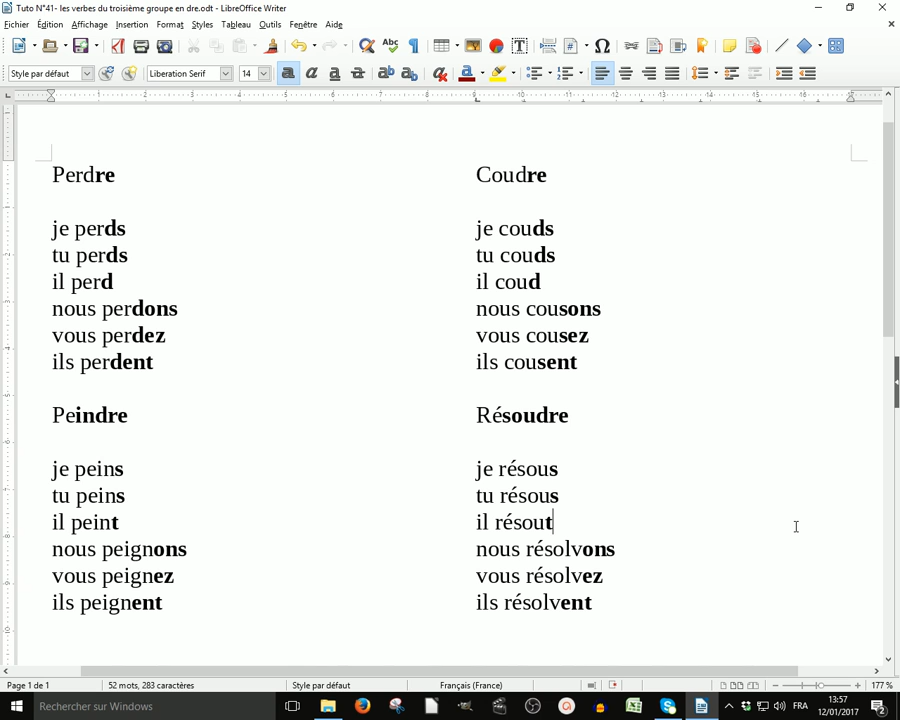 Tuto N°41- les verbes du troisième groupe en dre.odt - LibreOffice Writer
Fichier Édition Affichage Insertion Format Styles Tableau Outils Fenêtre Aide
Style par défaut Liberation Serif 14
Perdre
je perds
tu perds
il perd
nous perdons
vous perdez
ils perdent
Coudre
je couds
tu couds
il coud
nous cousons
vous cousez
ils cousent
Peindre
je peins
tu peins
il peint
nous peignons
vous peignez
ils peignent
Résoudre
je résous
tu résous
il résout
nous résolvons
vous résolvez
ils résolvent
Page 1 de 1 52 mots, 283 caractères Style par défaut Français (France) 177 %
Rechercher sur Windows FRA 13:57
12/01/2017